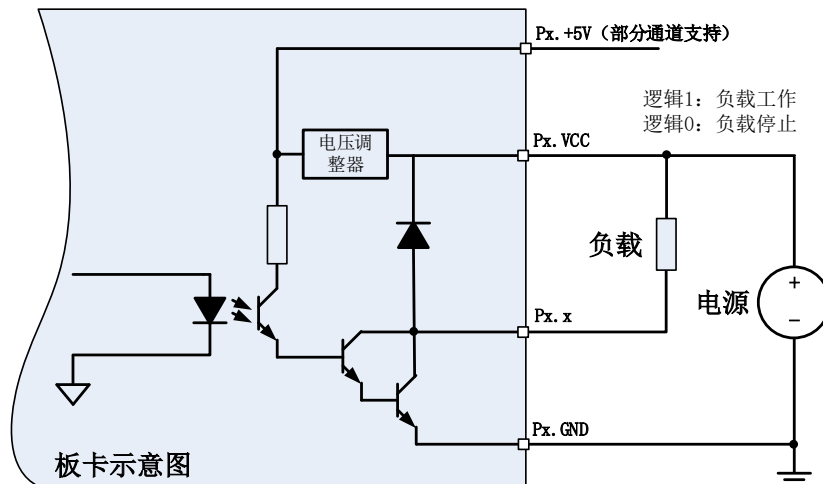 Px.+5V（部分通道支持）
逻辑1：负载工作
逻辑0：负载停止
电压调
整器
Px.VCC
负载
电源
+
−
Px.x
Px.GND
板卡示意图